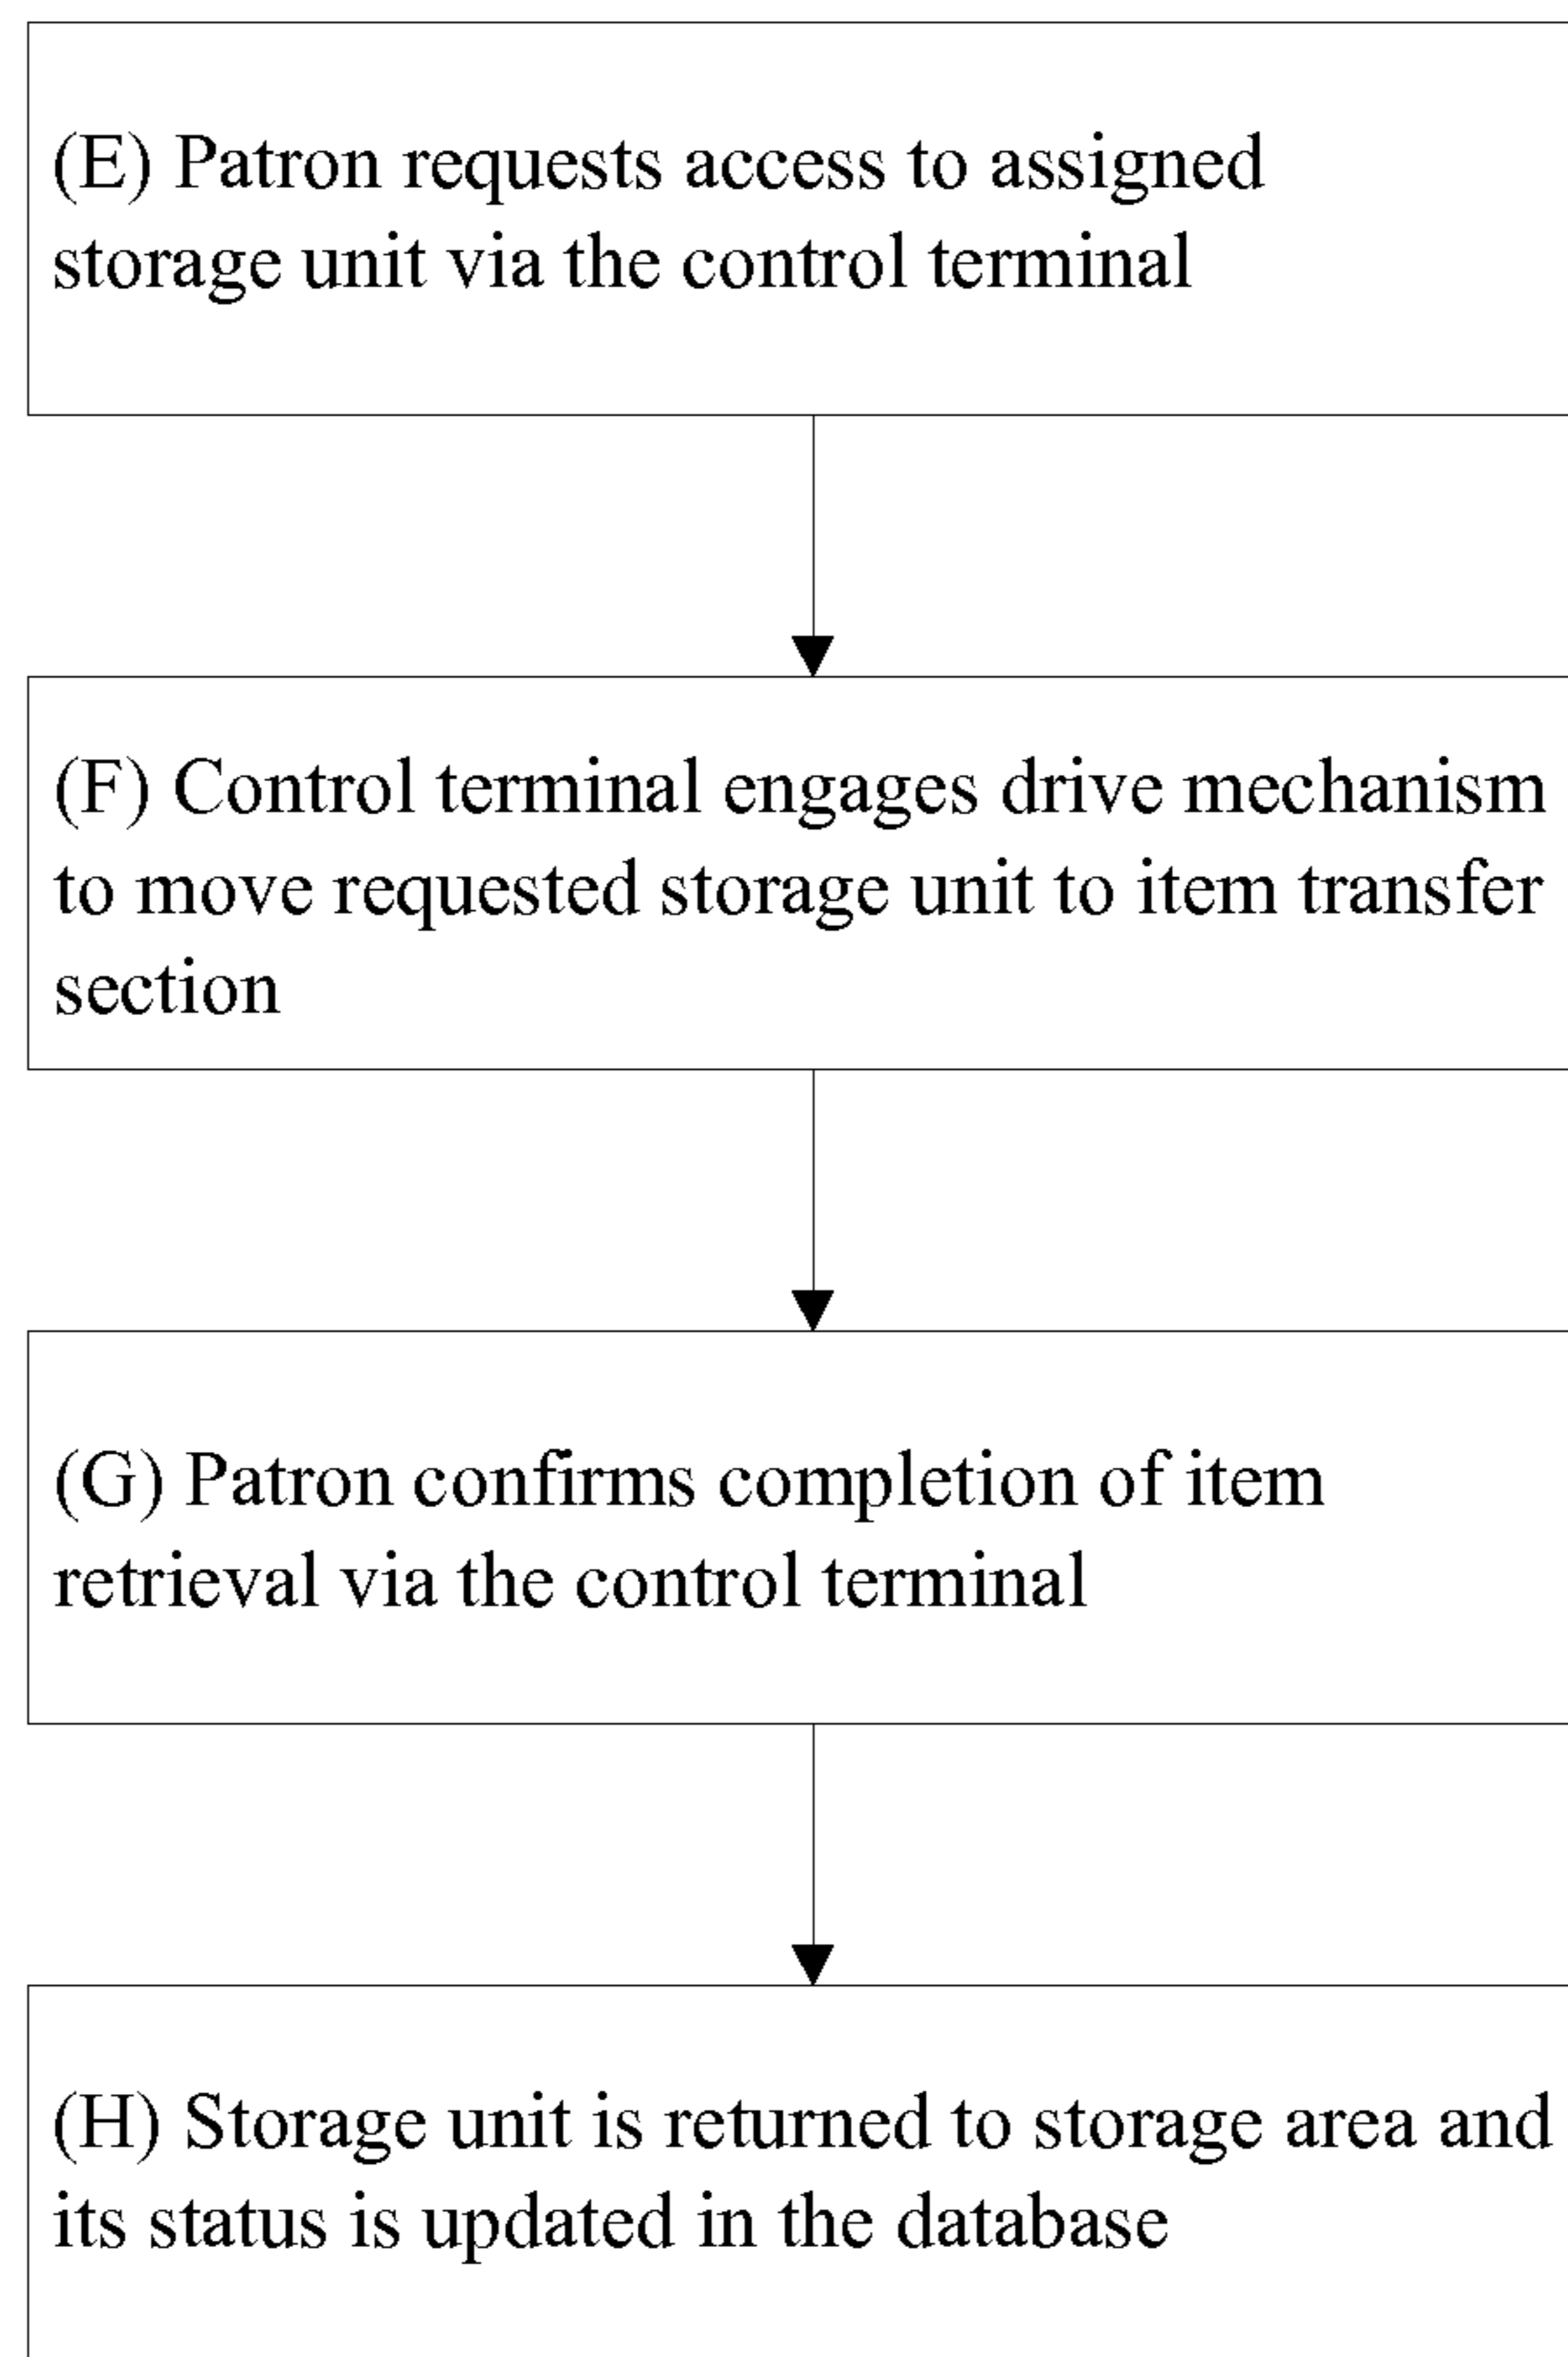 (E) Patron requests access to assigned
storage unit via the control terminal
(F) Control terminal engages drive mechanism
to move requested storage unit to item transfer
section
(G) Patron confirms completion of item
retrieval via the control terminal
(H) Storage unit is returned to storage area and
its status is updated in the database